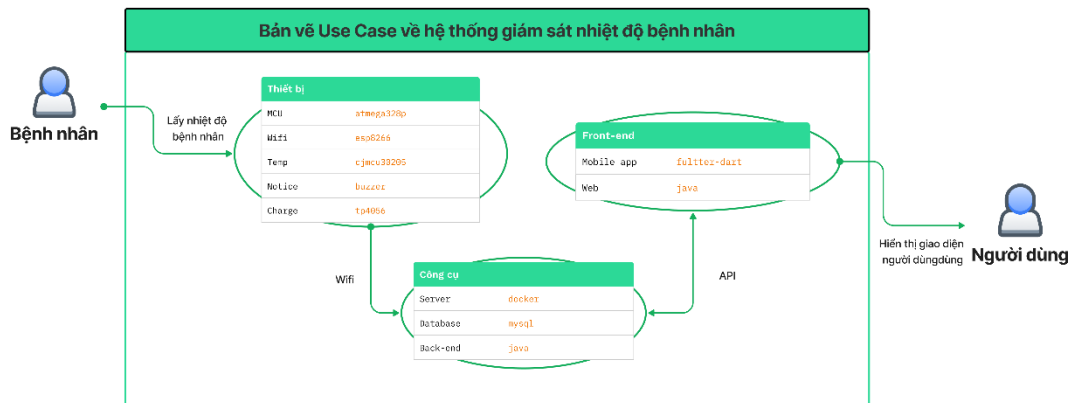 Bản vẽ Use Case về hệ thống giám sát nhiệt độ bệnh nhân
Bệnh nhân
Lấy nhiệt độ
bệnh nhân
Thiết bị
MCU atmega328p
Wifi esp8266
Temp cjmcu30205
Notice buzzer
Charge tp4056
Front-end
Mobile app fultter-dart
Web java
Hiển thị giao diện
người dùngdùng
Người dùng
Wifi
API
Công cụ
Server docker
Database mysql
Back-end java